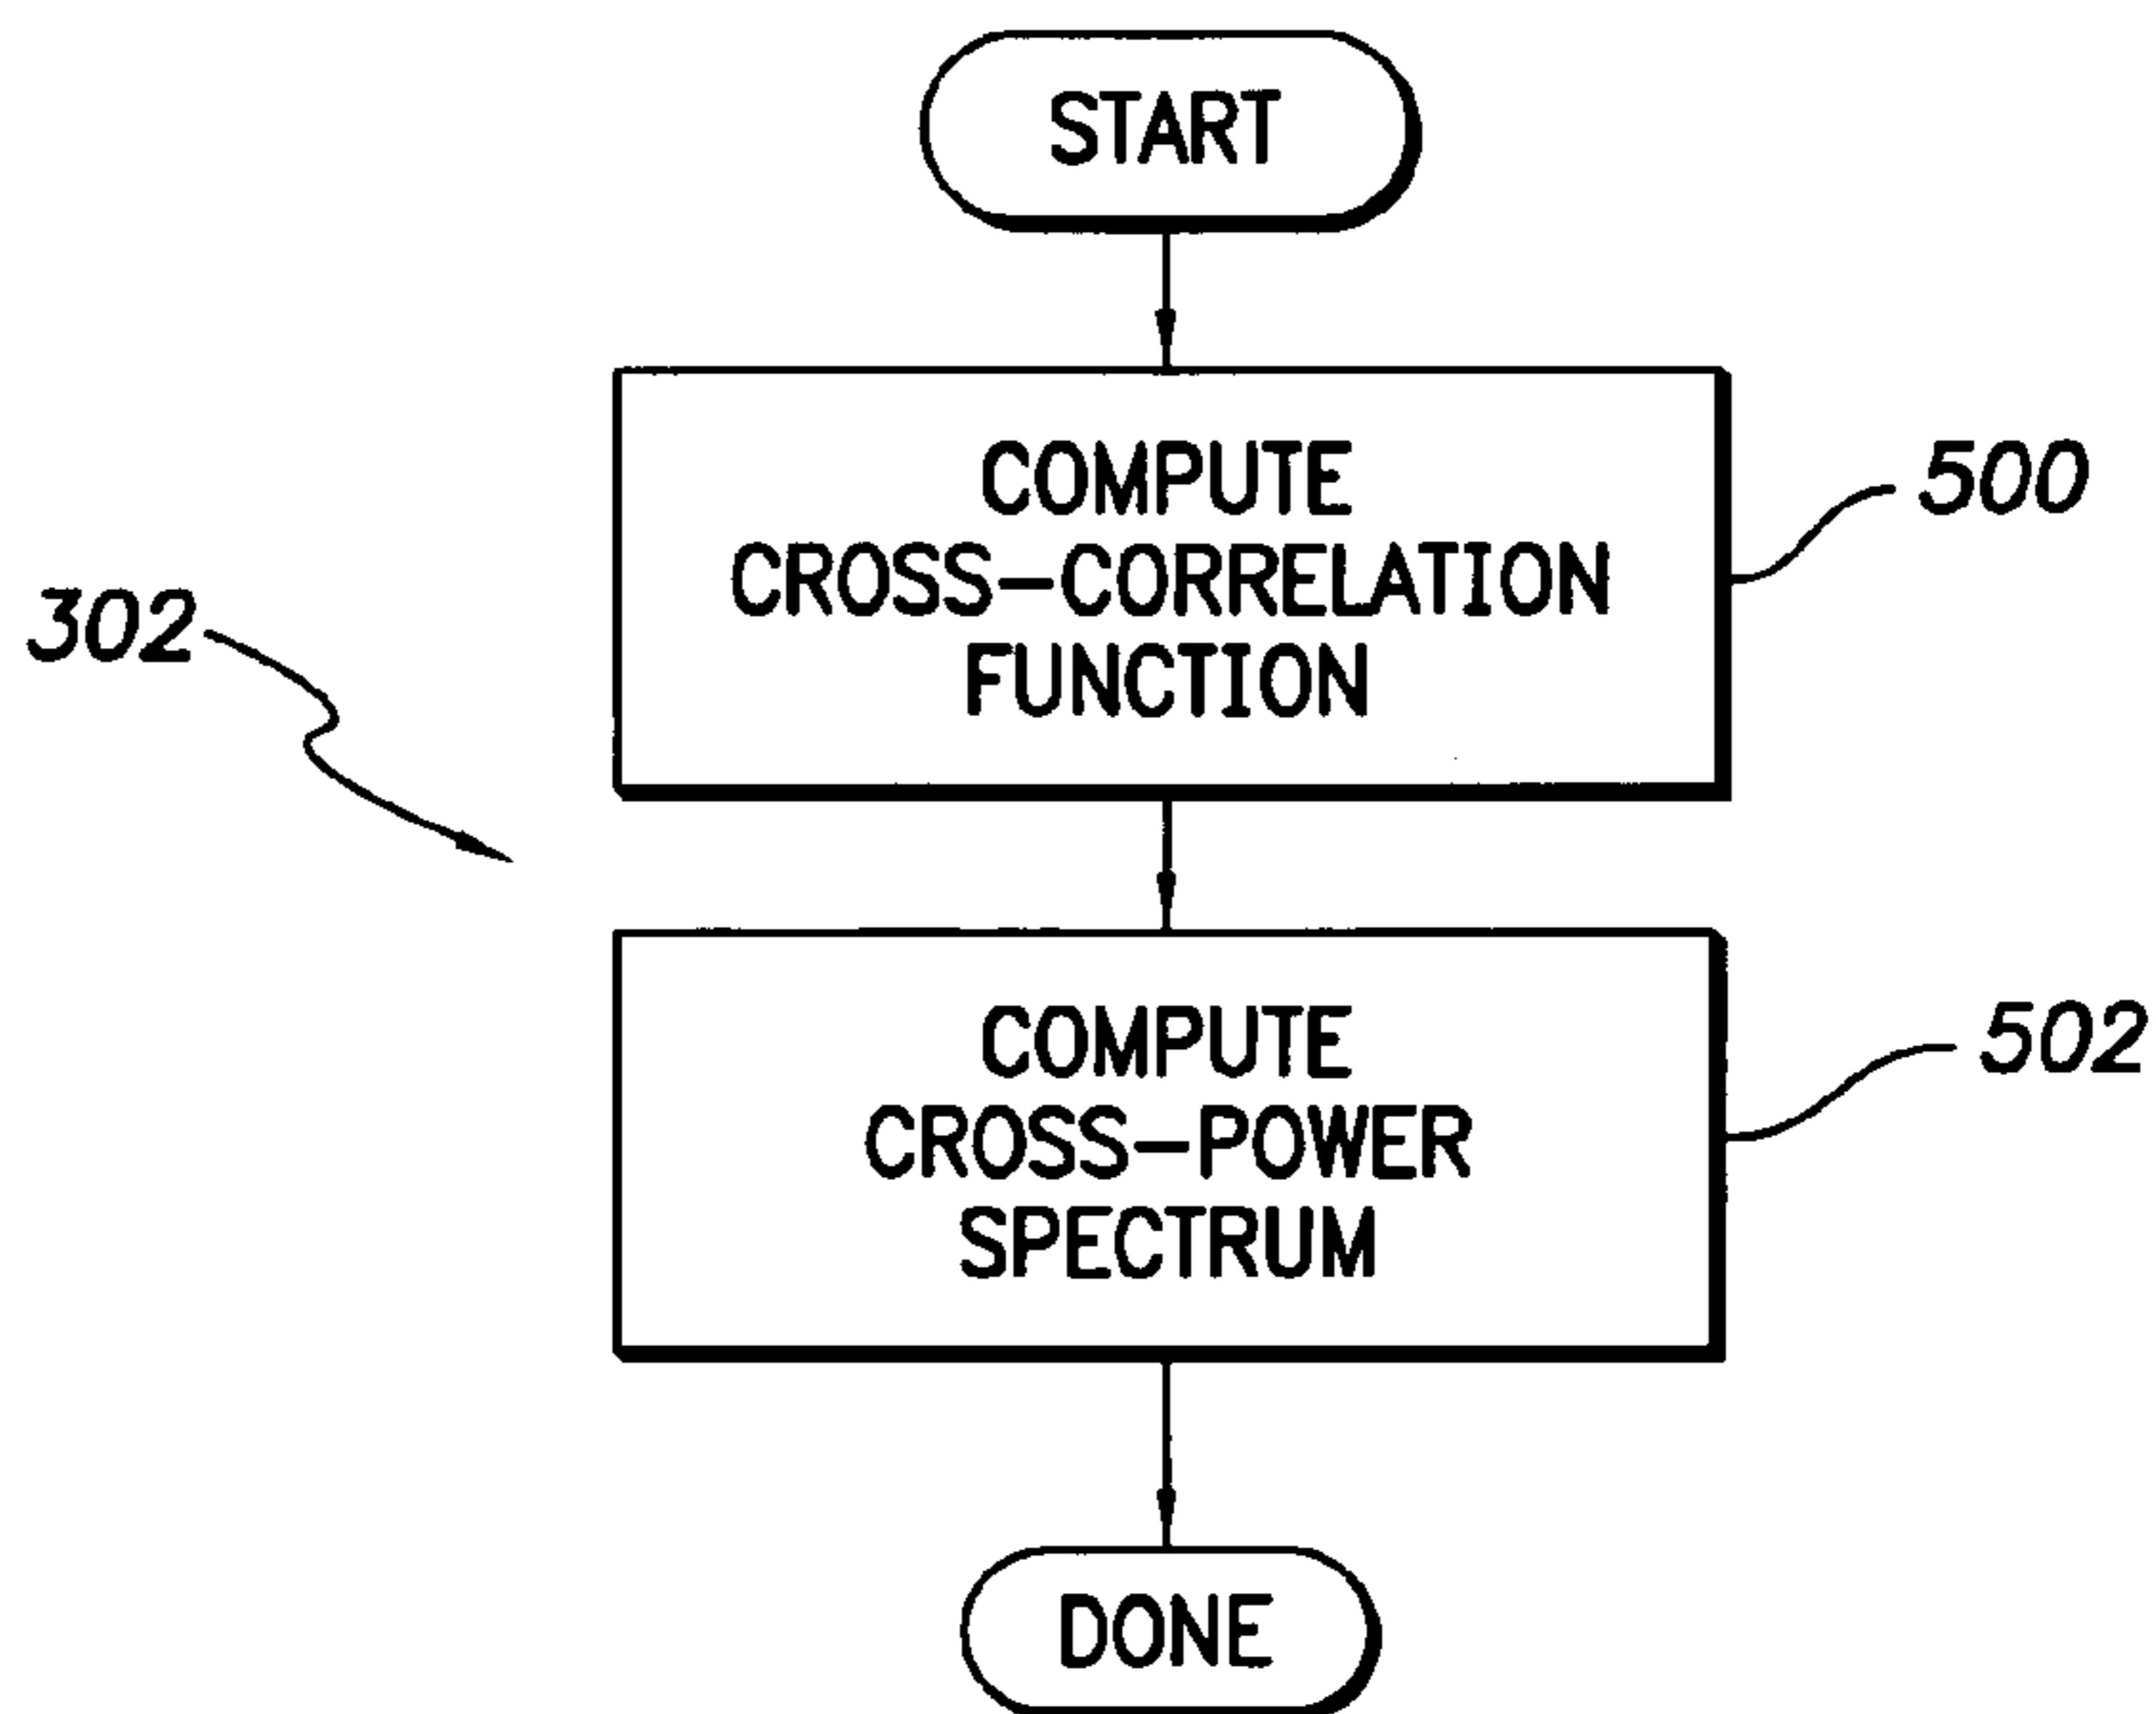 START
COMPUTE
CROSS-CORRELATION
FUNCTION
500
302
COMPUTE
CROSS-POWER
SPECTRUM
502
DONE